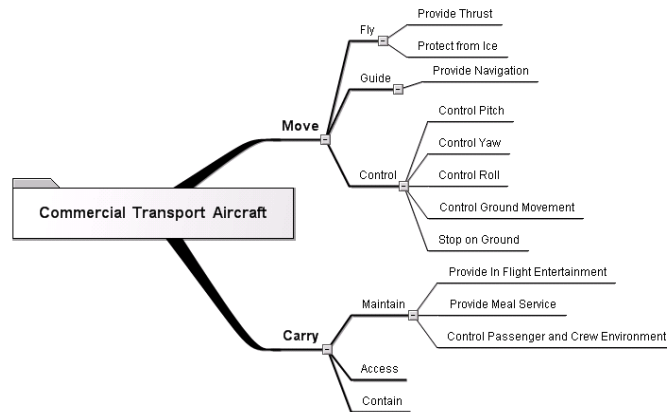 Commercial Transport Aircraft
Move
Fly
Provide Thrust
Protect from Ice
Guide
Provide Navigation
Control
Control Pitch
Control Yaw
Control Roll
Control Ground Movement
Stop on Ground
Carry
Maintain
Provide In Flight Entertainment
Provide Meal Service
Control Passenger and Crew Environment
Access
Contain